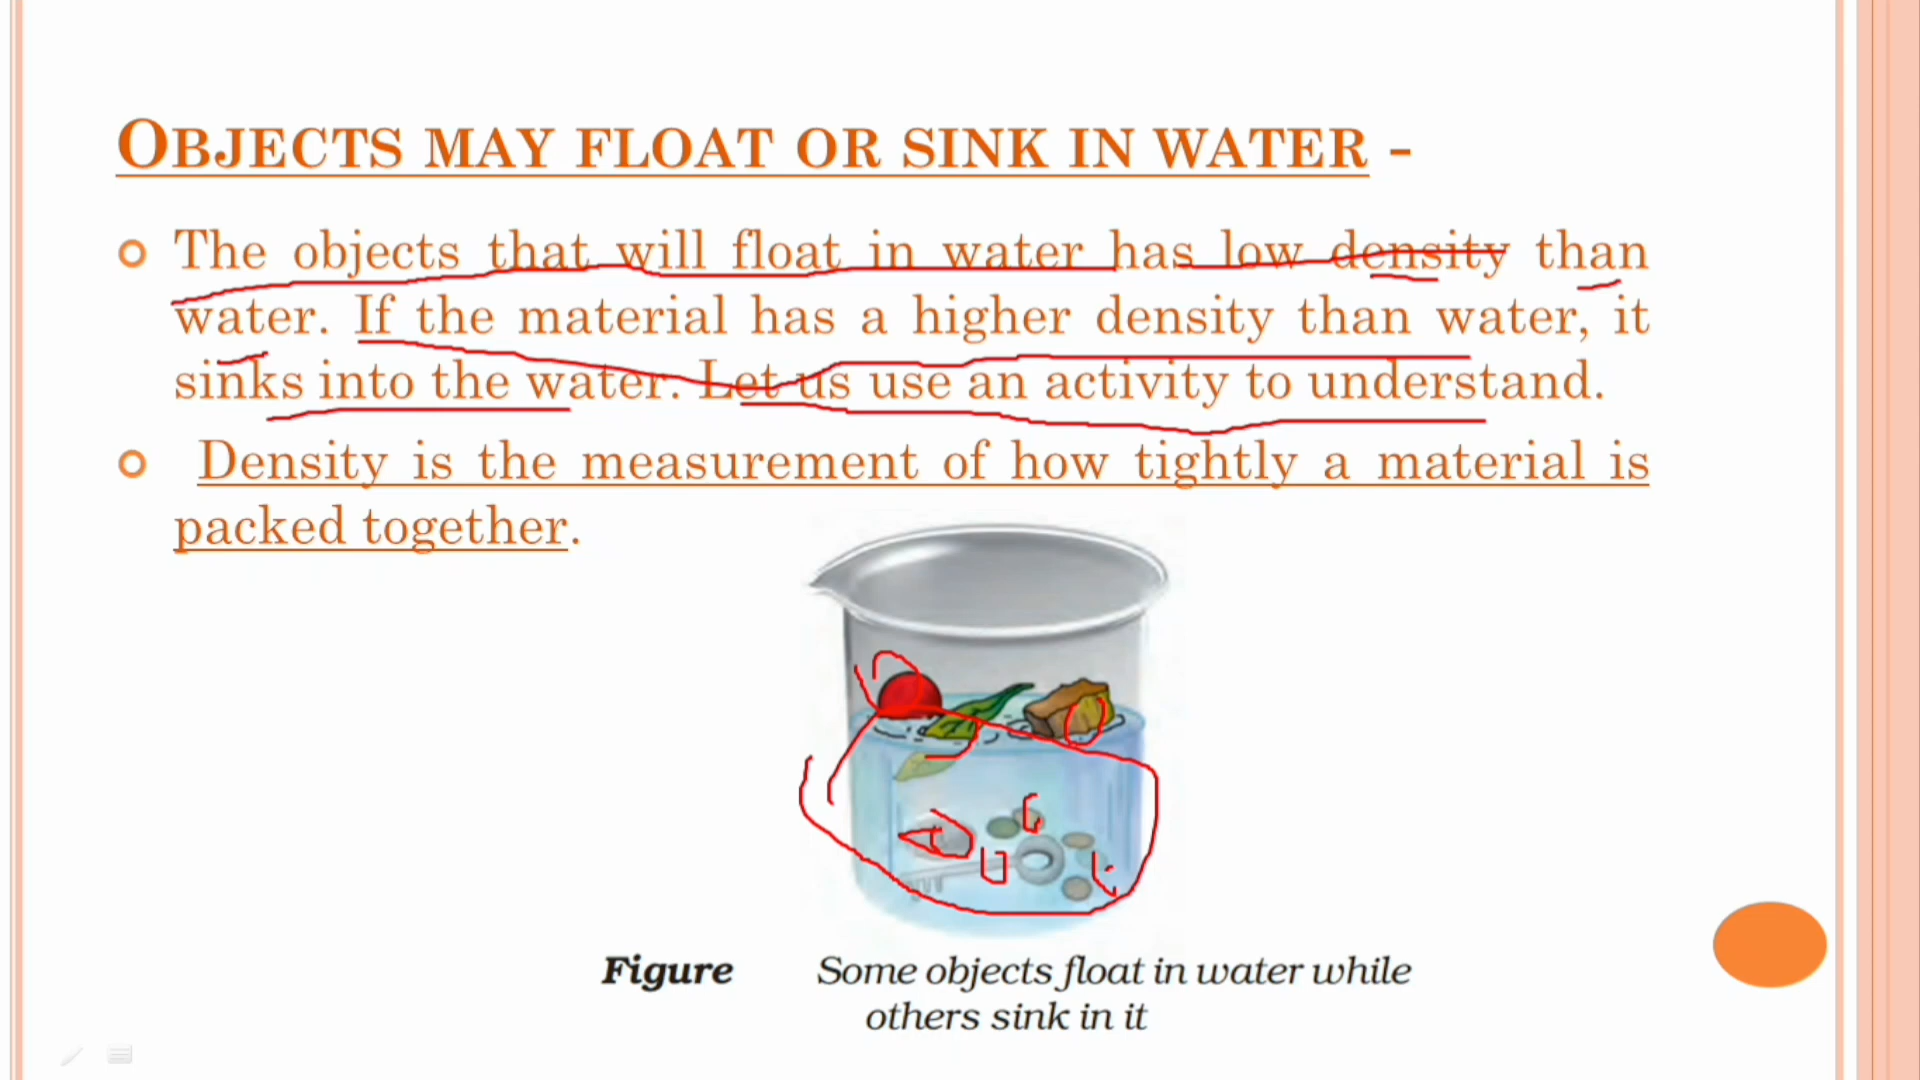 OBJECTS MAY FLOAT OR SINK IN WATER -
The objects that will float in water has low density than
water. If the material has a higher density than water, it
sinks into the water. Let us use an activity to understand.
Density is the measurement of how tightly a material is
packed together.
Figure Some objects float in water while
others sink in it